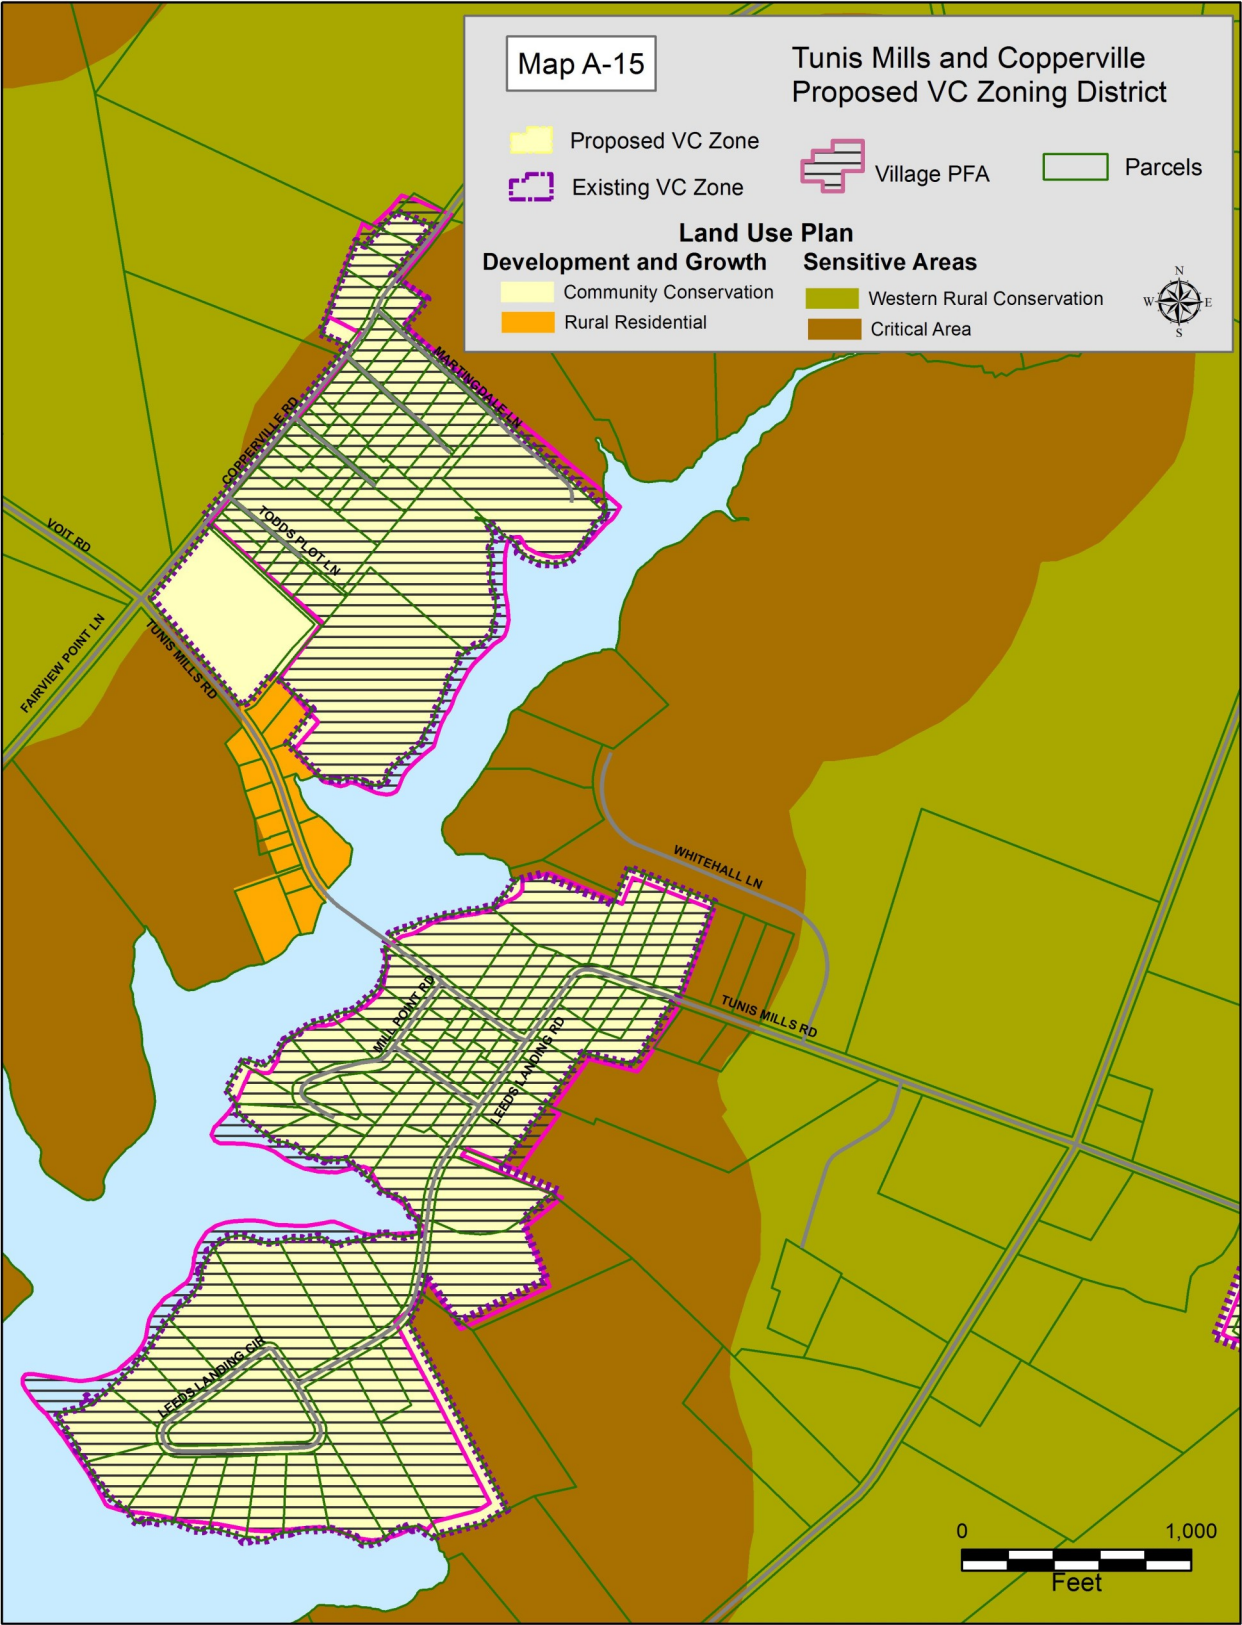 Map A-15
Tunis Mills and Copperville
Proposed VC Zoning District
Proposed VC Zone
Existing VC Zone
Village PFA
Parcels
Land Use Plan
Development and Growth
Sensitive Areas
Community Conservation
Rural Residential
Western Rural Conservation
Critical Area
N
W
E
S
MARTINGDALE LN
COPPERVILLE RD
TODDS PLOT LN
VOIT RD
FAIRVIEW POINT LN
TUNIS MILLS RD
WHITEHALL LN
MILL POINT RD
TUNIS MILLS RD
LEEDS LANDING RD
LEEDS LANDING CIR
0
1,000
Feet